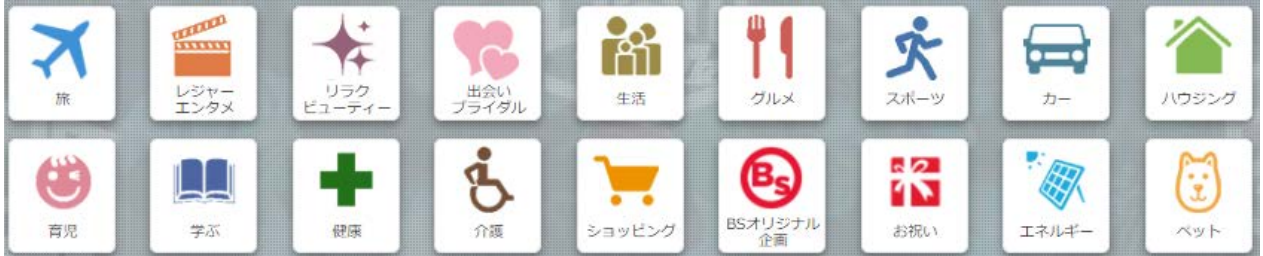 旅
レジャー
エンタメ
リラク
ビューティー
出会い
ブライダル
生活
グルメ
スポーツ
カー
ハウジング
育児
学ぶ
健康
介護
ショッピング
Bs
BSオリジナル
企画
お祝い
エネルギー
ペット